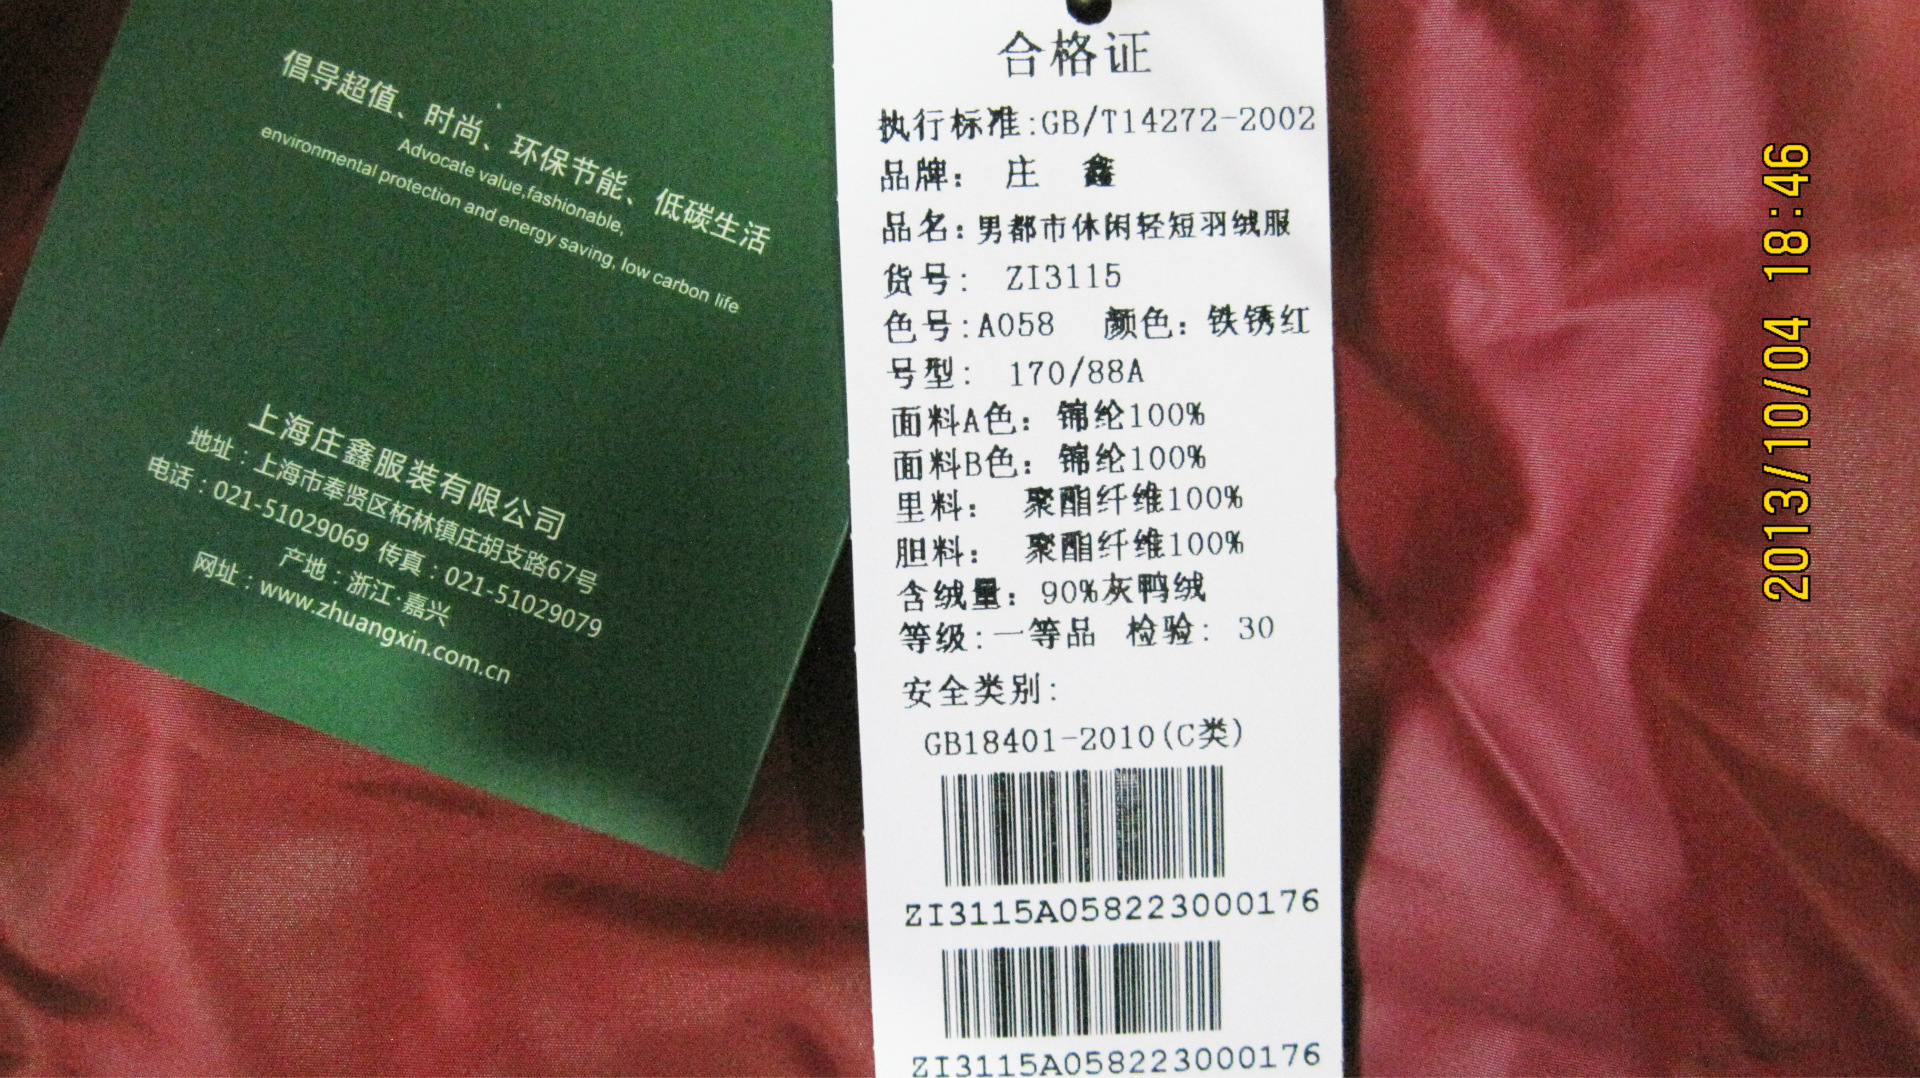 倡导超值、时尚、环保节能、低碳生活
Advocate value,fashionable,
environmental protection and energy saving, low carbon life
上海庄鑫服装有限公司
地址：上海市奉贤区柘林镇庄胡支路67号
电话：021-51029069 传真：021-51029079
产地：浙江·嘉兴
网址：www.zhuangxin.com.cn
合格证
执行标准:GB/T14272-2002
品牌： 庄 鑫
品名：男都市休闲轻短羽绒服
货号: ZI3115
色号:A058 颜色：铁锈红
号型: 170/88A
面料A色：锦纶100%
面料B色：锦纶100%
里料： 聚酯纤维100%
胆料： 聚酯纤维100%
含绒量：90%灰鸭绒
等级:一等品 检验: 30
安全类别:
GB18401-2010(C类)
ZI3115A058223000176
ZI3115A058223000176
2013/10/04 18:46